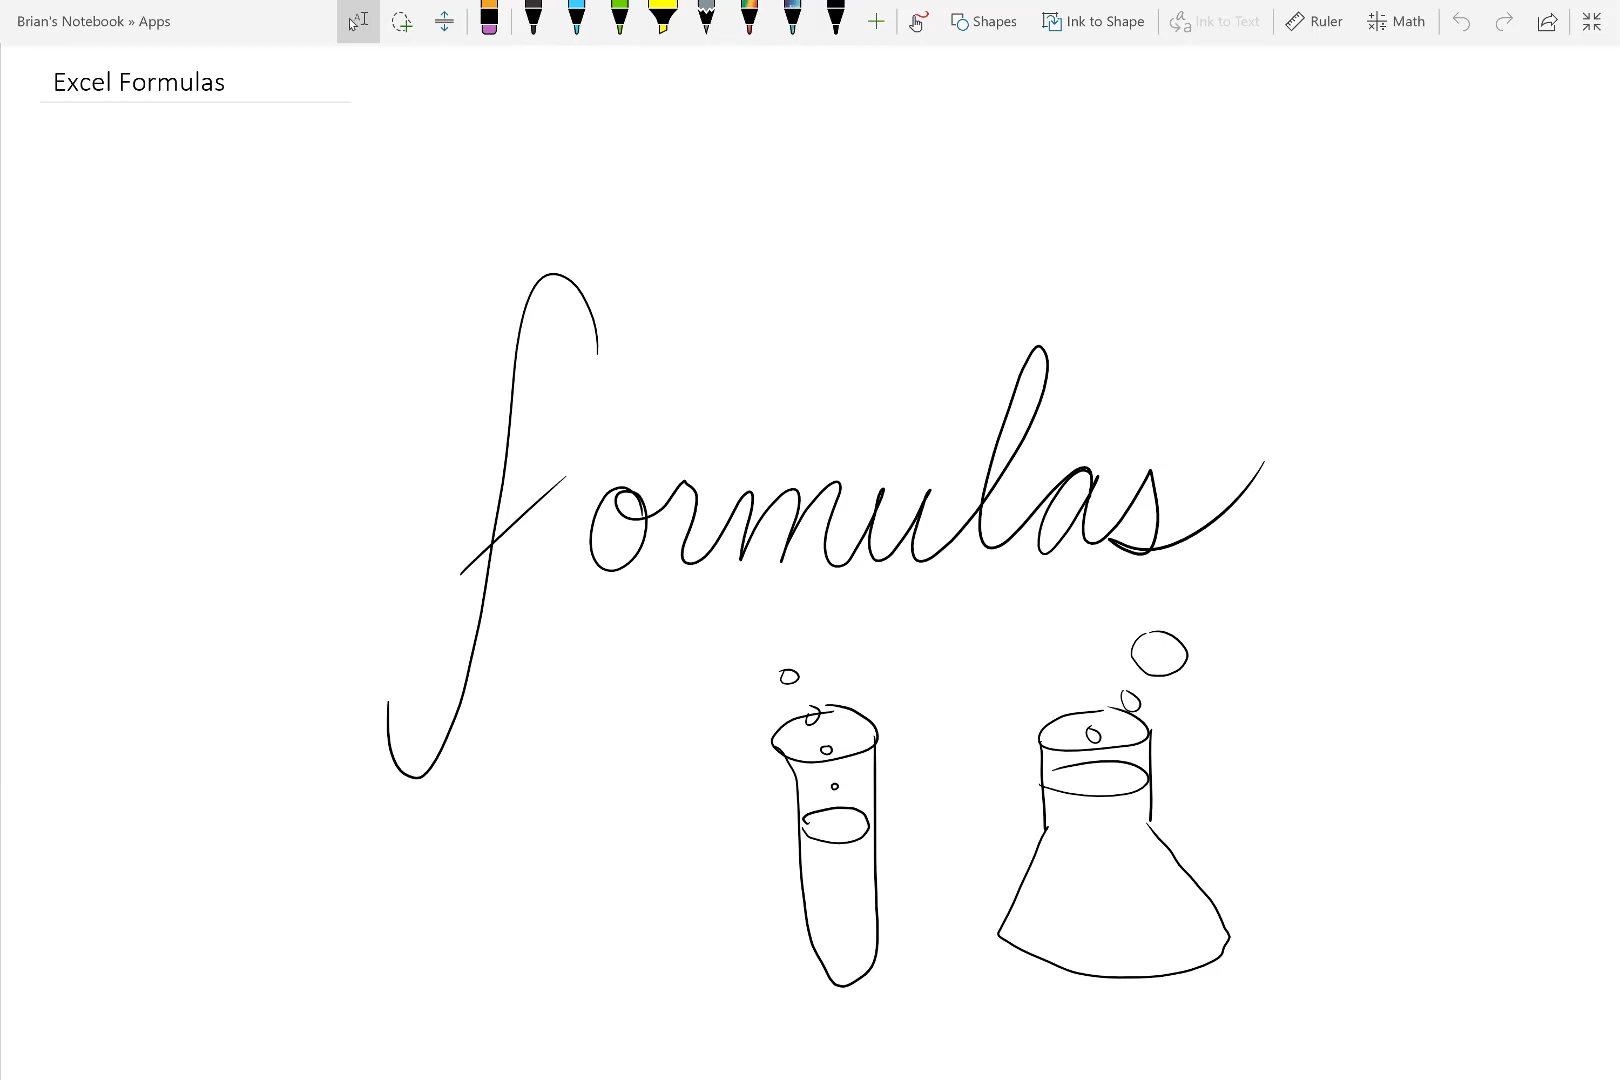 Brian's Notebook » Apps
Shapes Ink to Shape Ink to Text Ruler Math
Excel Formulas
formulas